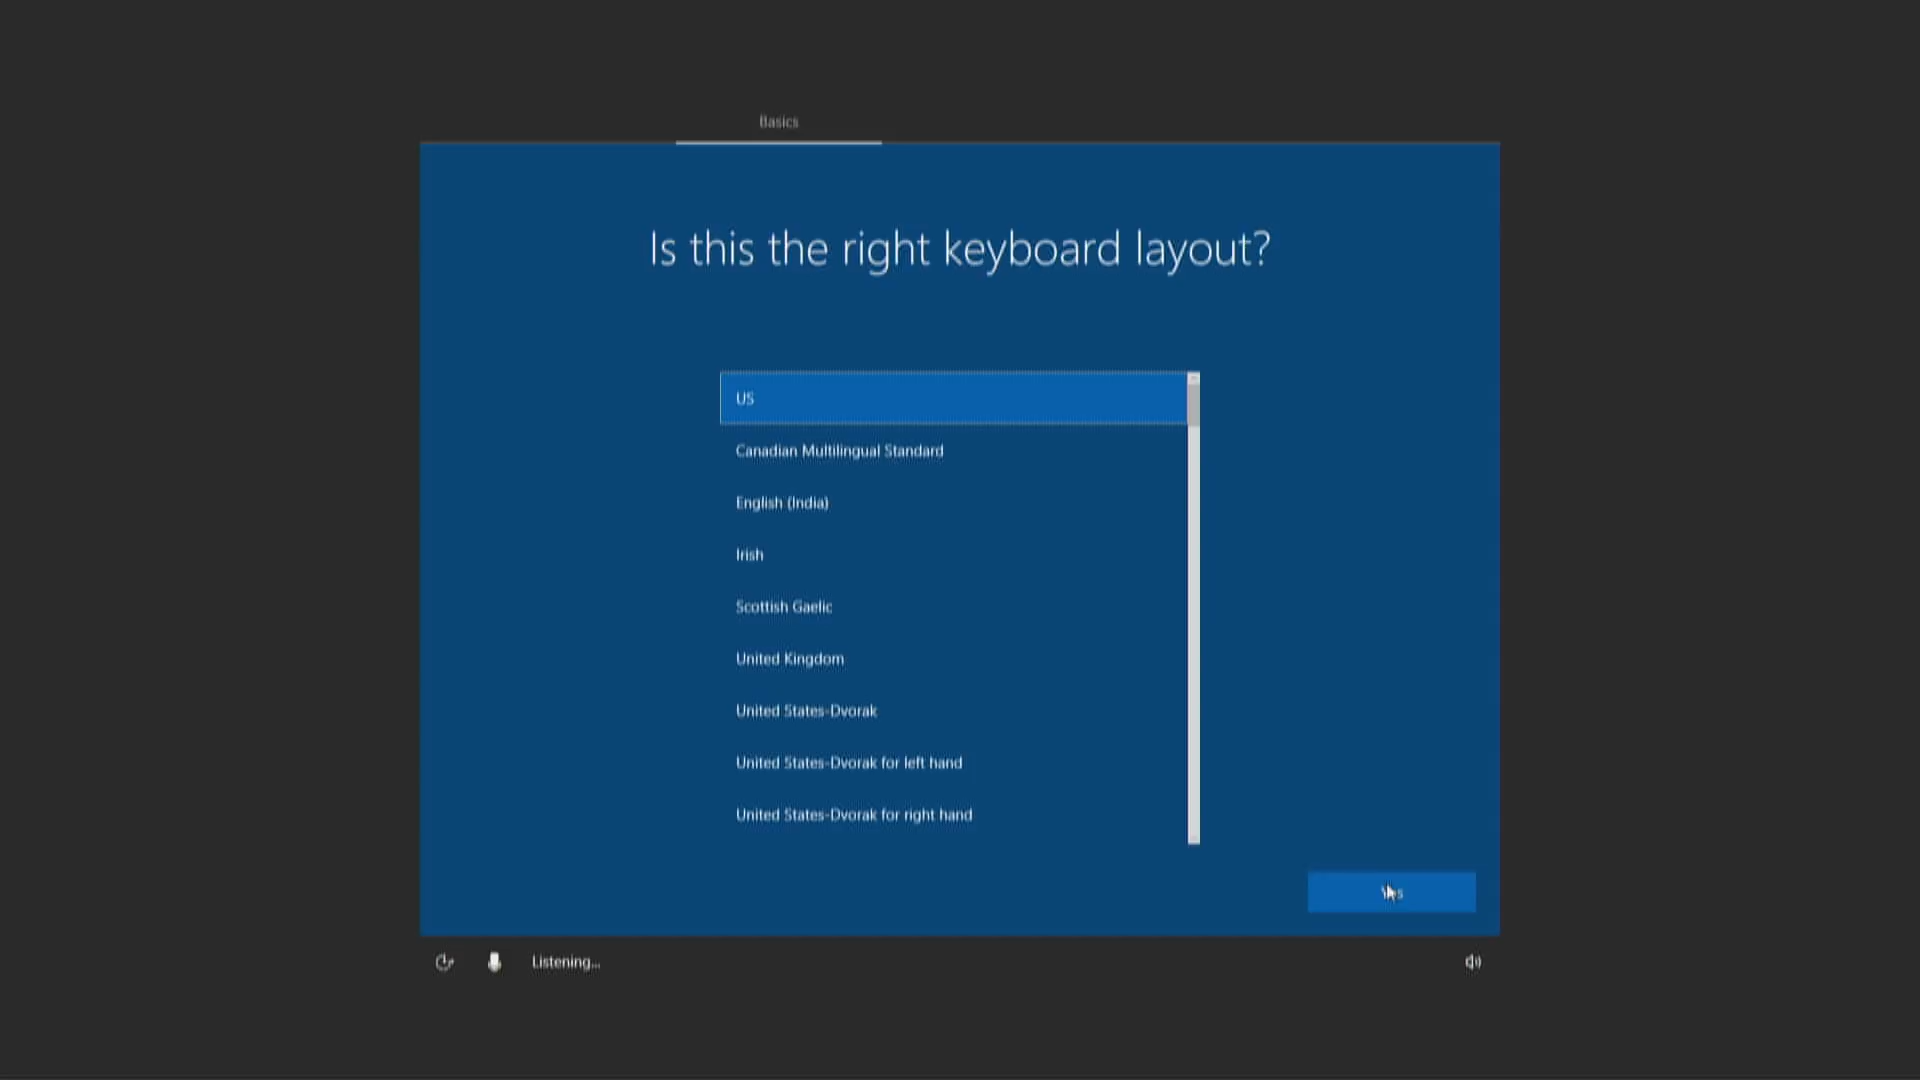 Basics
Is this the right keyboard layout?
US
Canadian Multilingual Standard
English (India)
Irish
Scottish Gaelic
United Kingdom
United States-Dvorak
United States-Dvorak for left hand
United States-Dvorak for right hand
Yes
Listening...